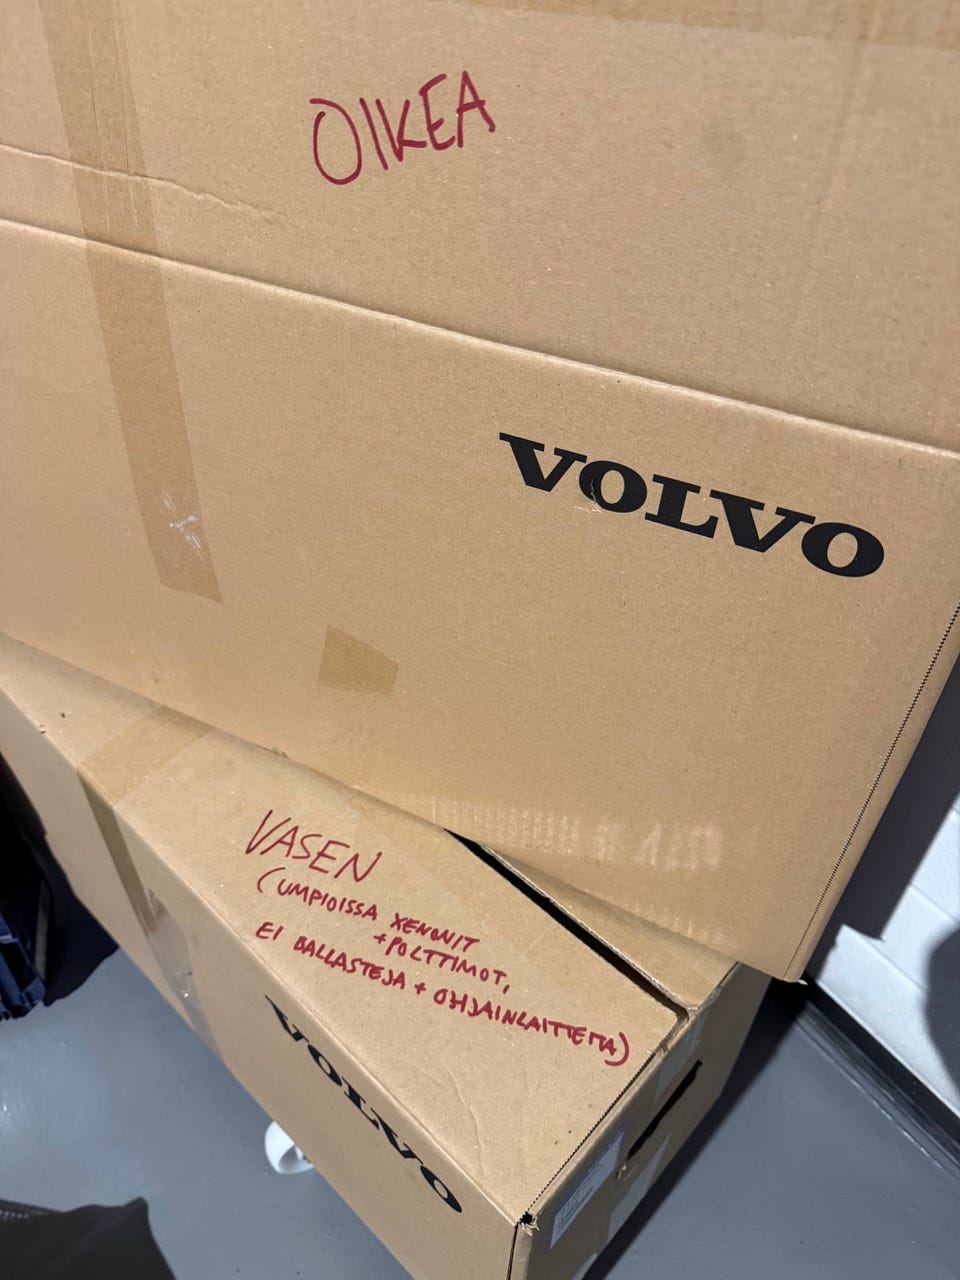 OIKEA
VOLVO
VASEN
(UMPIOISSA XENONIT
+POLTTIMOT,
EI BALLASTEJA + OHJAINLAITTEITA)
VOLVO